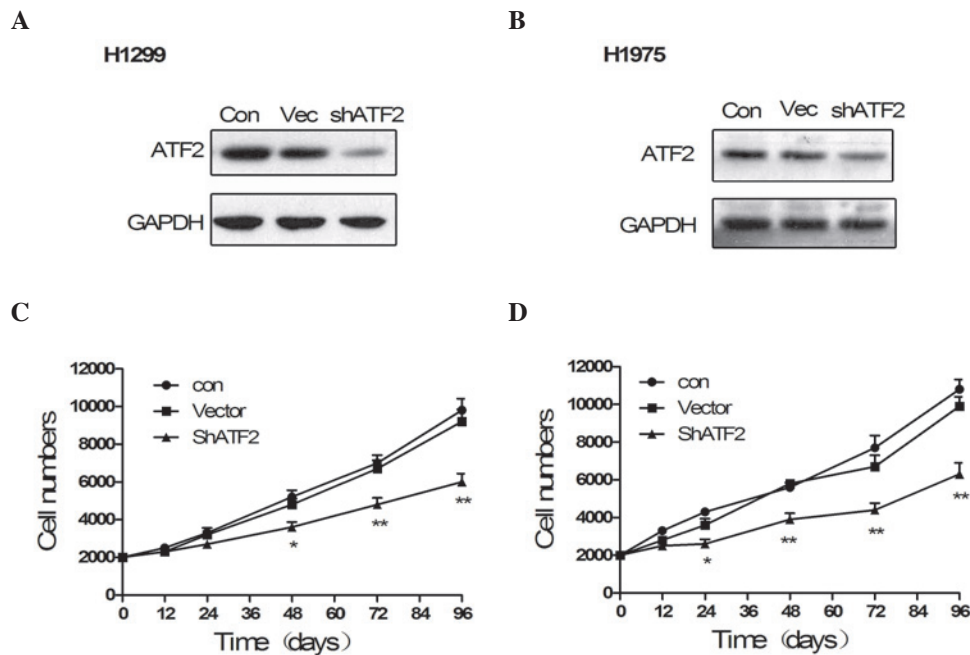 A
H1299
Con Vec shATF2
ATF2
GAPDH
B
H1975
Con Vec shATF2
ATF2
GAPDH
C
12000
10000
8000
6000
4000
2000
0
Cell numbers
con
Vector
ShATF2
*
**
**
0 12 24 36 48 60 72 84 96
Time (days)
D
12000
10000
8000
6000
4000
2000
0
Cell numbers
con
Vector
ShATF2
*
**
**
**
0 12 24 36 48 60 72 84 96
Time (days)